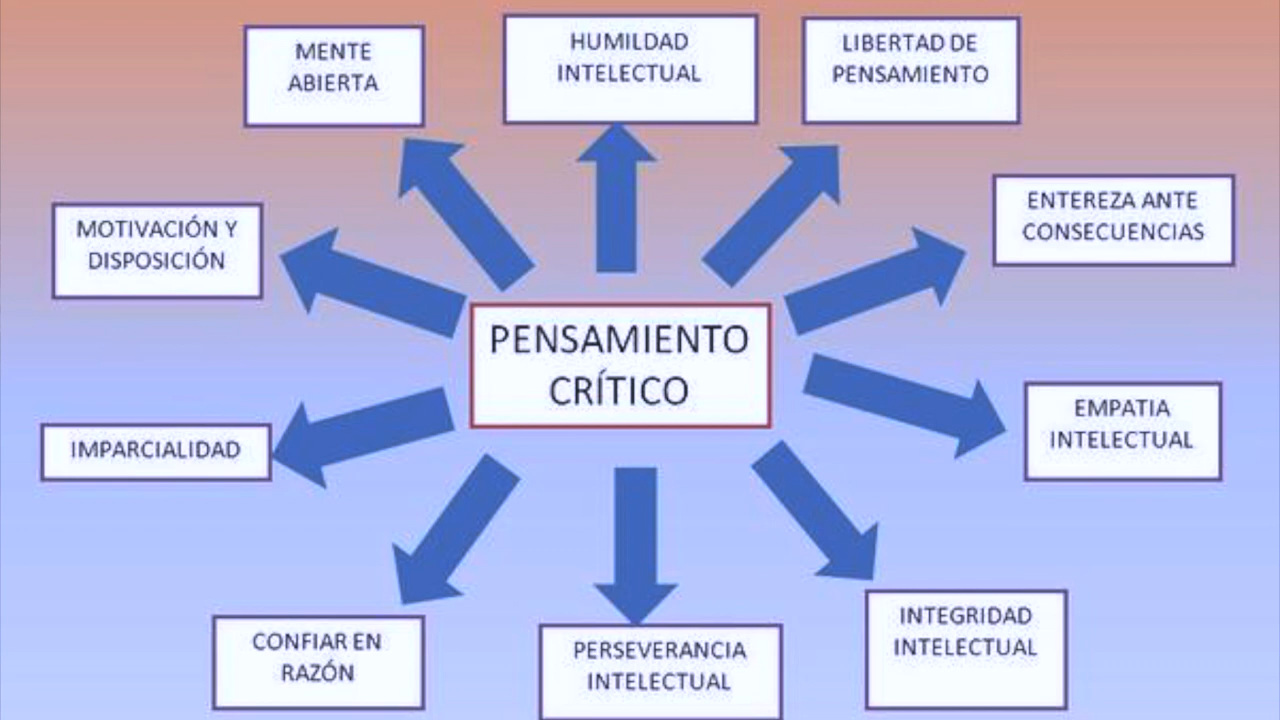 MENTE
ABIERTA
HUMILDAD
INTELECTUAL
LIBERTAD DE
PENSAMIENTO
MOTIVACIÓN Y
DISPOSICIÓN
ENTEREZA ANTE
CONSECUENCIAS
PENSAMIENTO
CRÍTICO
IMPARCIALIDAD
EMPATIA
INTELECTUAL
CONFIAR EN
RAZÓN
PERSEVERANCIA
INTELECTUAL
INTEGRIDAD
INTELECTUAL